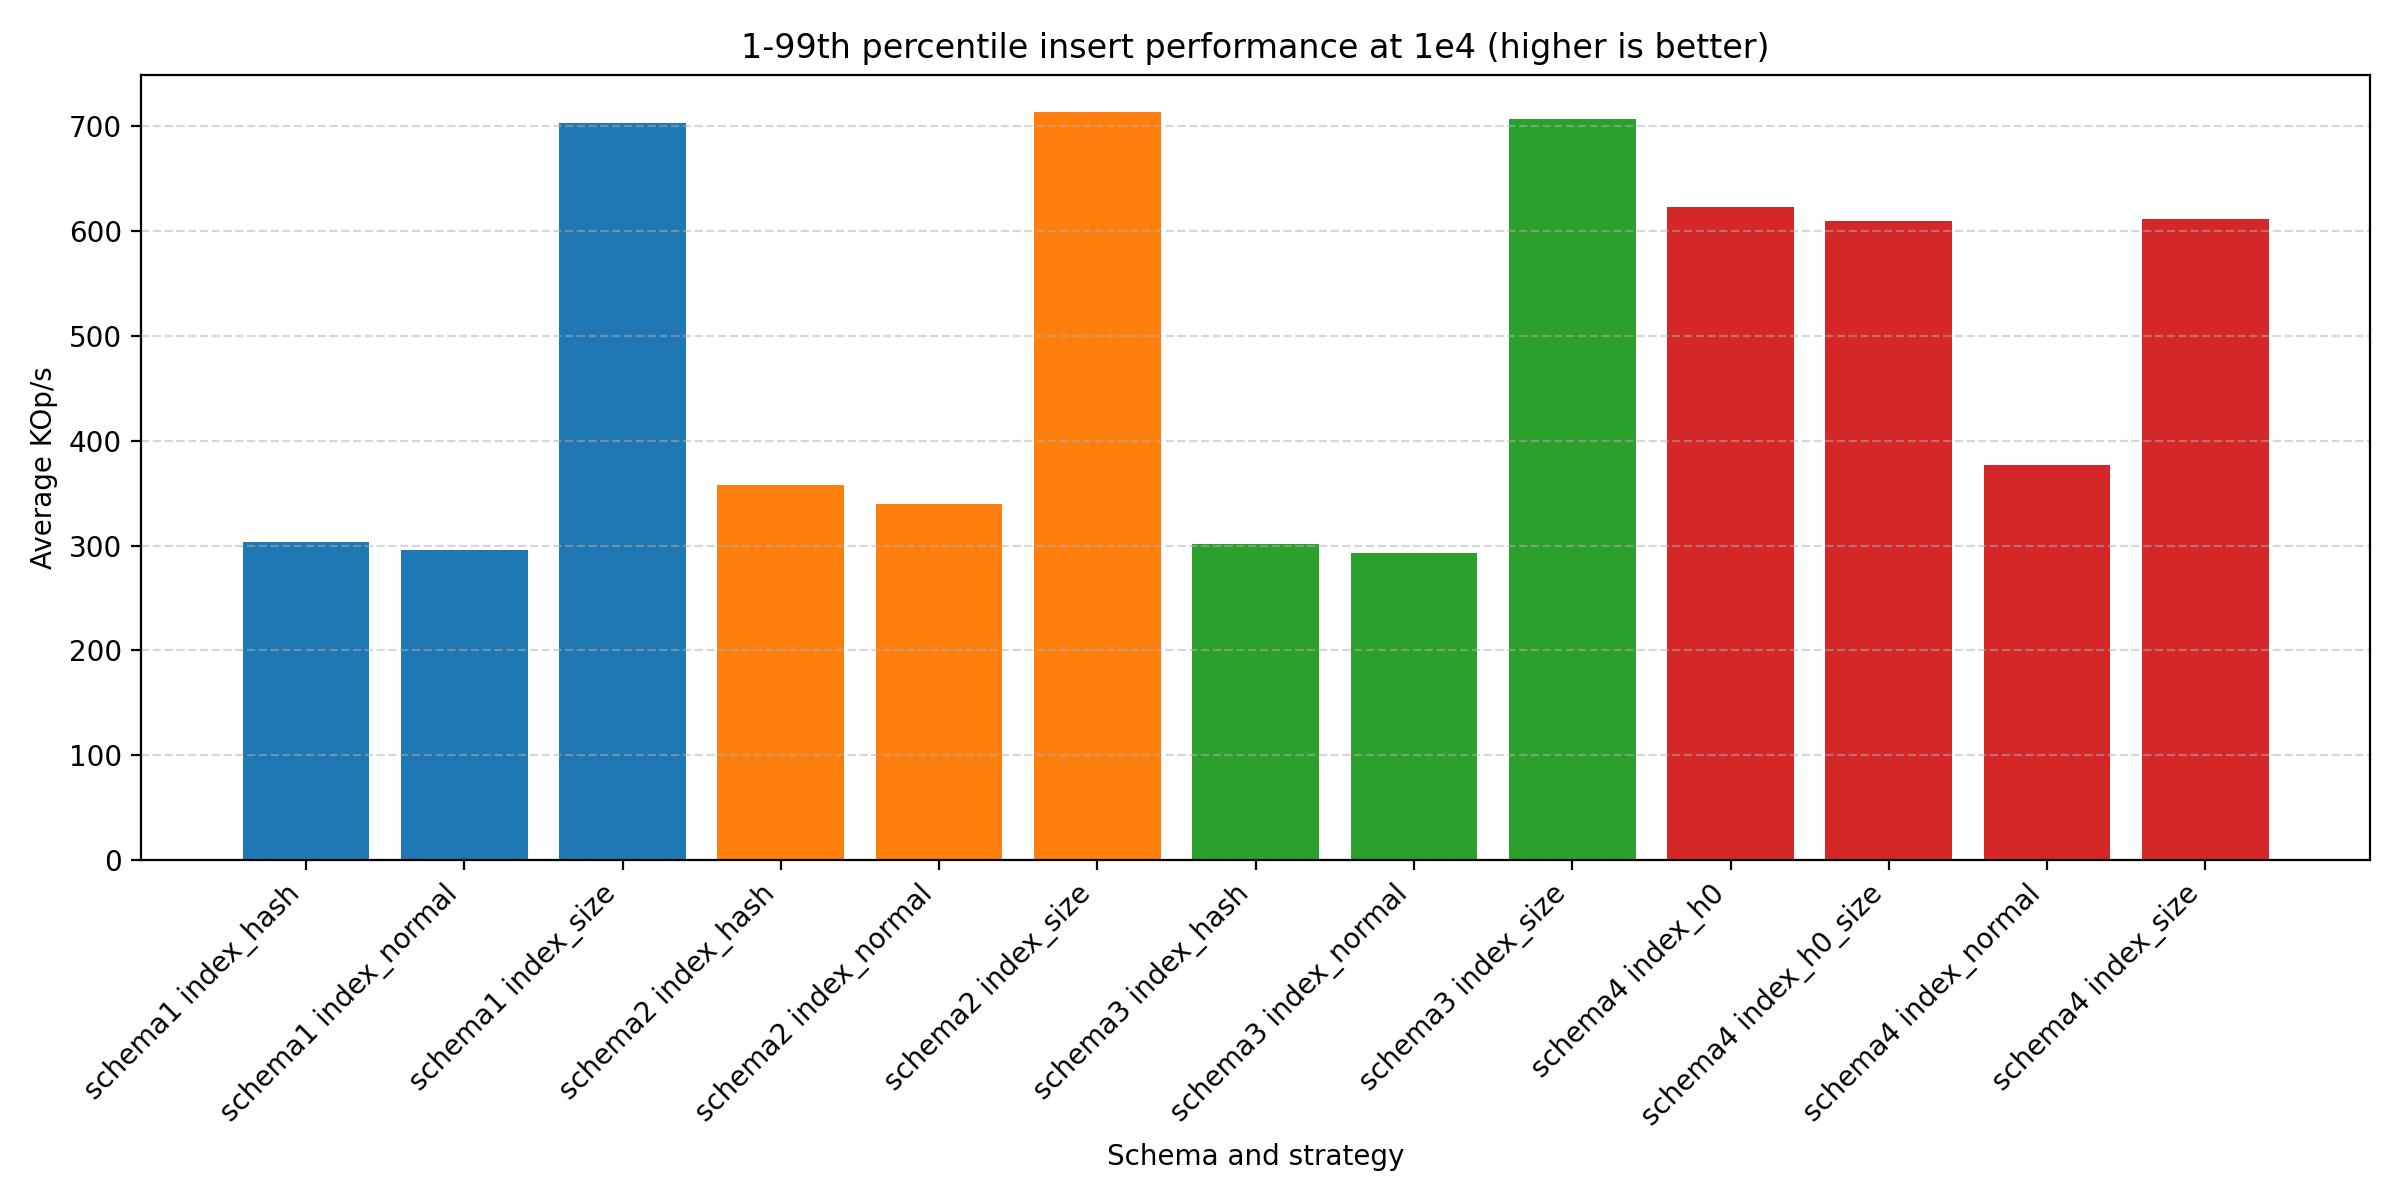 1-99th percentile insert performance at 1e4 (higher is better)
Average KOp/s
700
600
500
400
300
200
100
0
schema1 index_hash
schema1 index_normal
schema1 index_size
schema2 index_hash
schema2 index_normal
schema2 index_size
schema3 index_hash
schema3 index_normal
schema3 index_size
schema4 index_h0
schema4 index_h0_size
schema4 index_normal
schema4 index_size
Schema and strategy